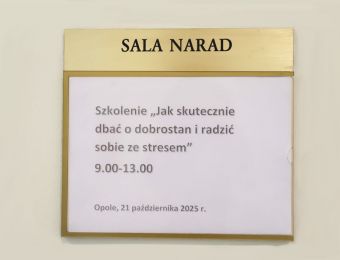 SALA NARAD
Szkolenie „Jak skutecznie
dbać o dobrostan i radzić
sobie ze stresem”
9.00-13.00
Opole, 21 października 2025 r.